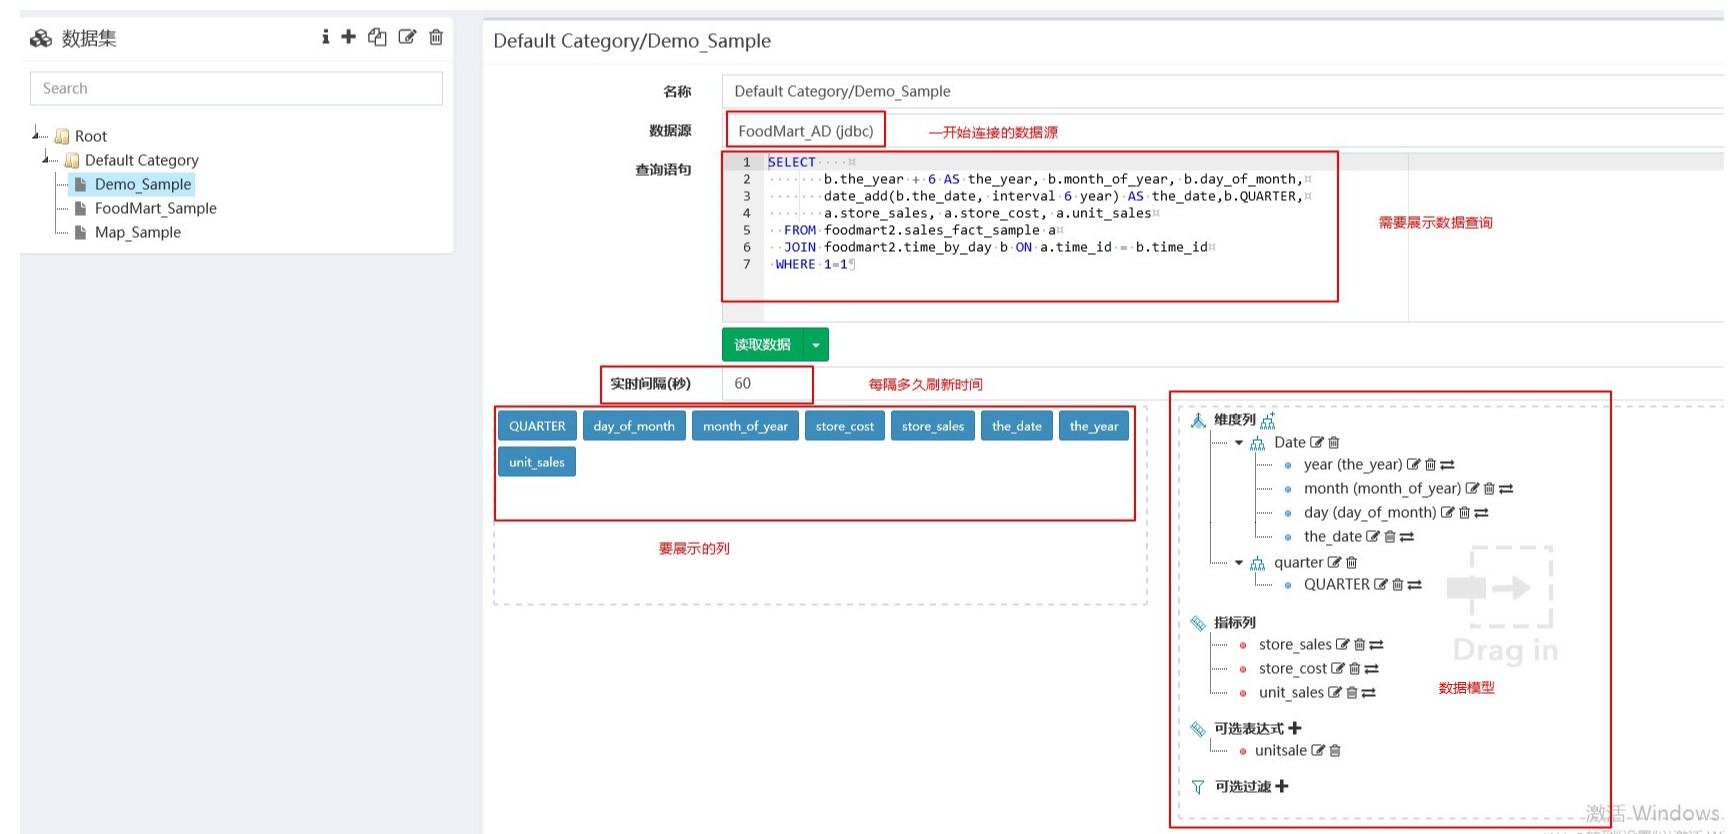 数据集
Search
Root
Default Category
Demo_Sample
FoodMart_Sample
Map_Sample
Default Category/Demo_Sample
名称 Default Category/Demo_Sample
数据源 FoodMart_AD (jdbc) 一开始连接的数据源
查询语句
1 SELECT
2 b.the_year + 6 AS the_year, b.month_of_year, b.day_of_month,
3 date_add(b.the_date, interval 6 year) AS the_date,b.QUARTER,
4 a.store_sales, a.store_cost, a.unit_sales
5 FROM foodmart2.sales_fact_sample a
6 JOIN foodmart2.time_by_day b ON a.time_id = b.time_id
7 WHERE 1=1
需要展示数据查询
读取数据
实时间隔(秒) 60 每隔多久刷新时间
QUARTER day_of_month month_of_year store_cost store_sales the_date the_year
unit_sales
要展示的列
维度列
Date
year (the_year)
month (month_of_year)
day (day_of_month)
the_date
quarter
QUARTER
指标列
store_sales
store_cost
unit_sales
Drag in
数据模型
可选表达式
unitsale
可选过滤
激活 Windows